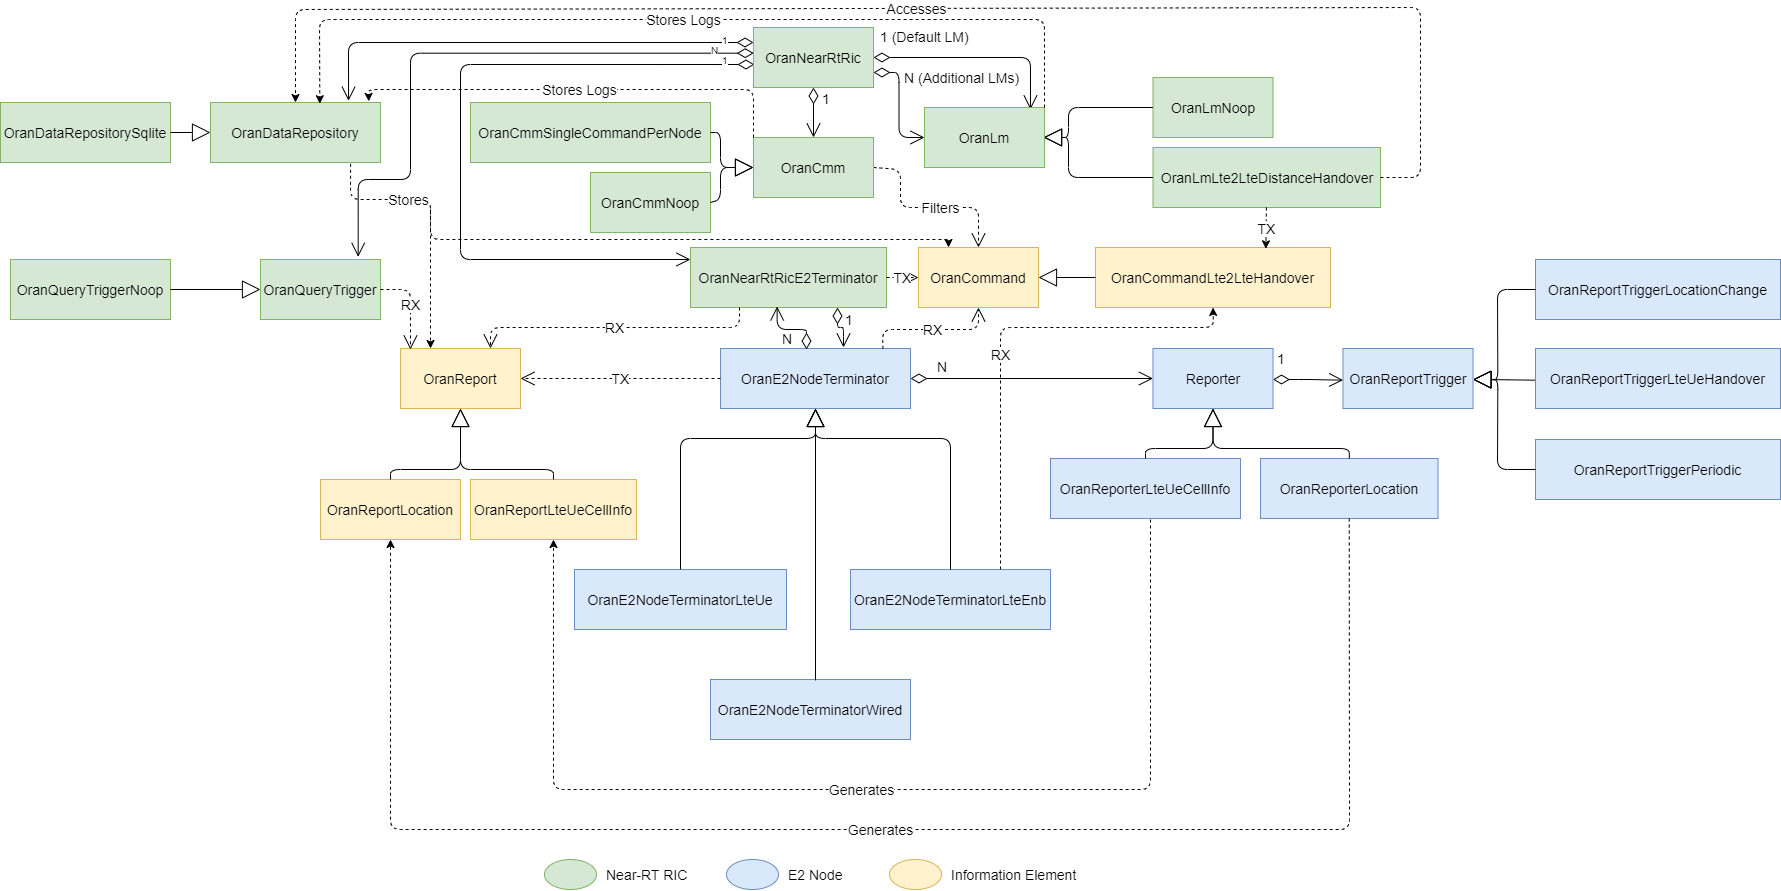 Accesses
Stores Logs
1
1 (Default LM)
OranNearRtRic
N
1
N (Additional LMs)
Stores Logs
1
OranDataRepositorySqlite
OranDataRepository
OranCmmSingleCommandPerNode
OranLmNoop
OranLm
OranCmm
OranLmLte2LteDistanceHandover
OranCmmNoop
Stores
Filters
TX
OranQueryTriggerNoop
OranQueryTrigger
OranNearRtRicE2Terminator
TX
OranCommand
OranCommandLte2LteHandover
OranReportTriggerLocationChange
RX
1
RX
RX
N
RX
N
1
OranReport
TX
OranE2NodeTerminator
Reporter
OranReportTrigger
OranReportTriggerLteUeHandover
OranReportTriggerPeriodic
OranReporterLteUeCellInfo
OranReporterLocation
OranReportLocation
OranReportLteUeCellInfo
OranE2NodeTerminatorLteUe
OranE2NodeTerminatorLteEnb
OranE2NodeTerminatorWired
Generates
Generates
Near-RT RIC
E2 Node
Information Element